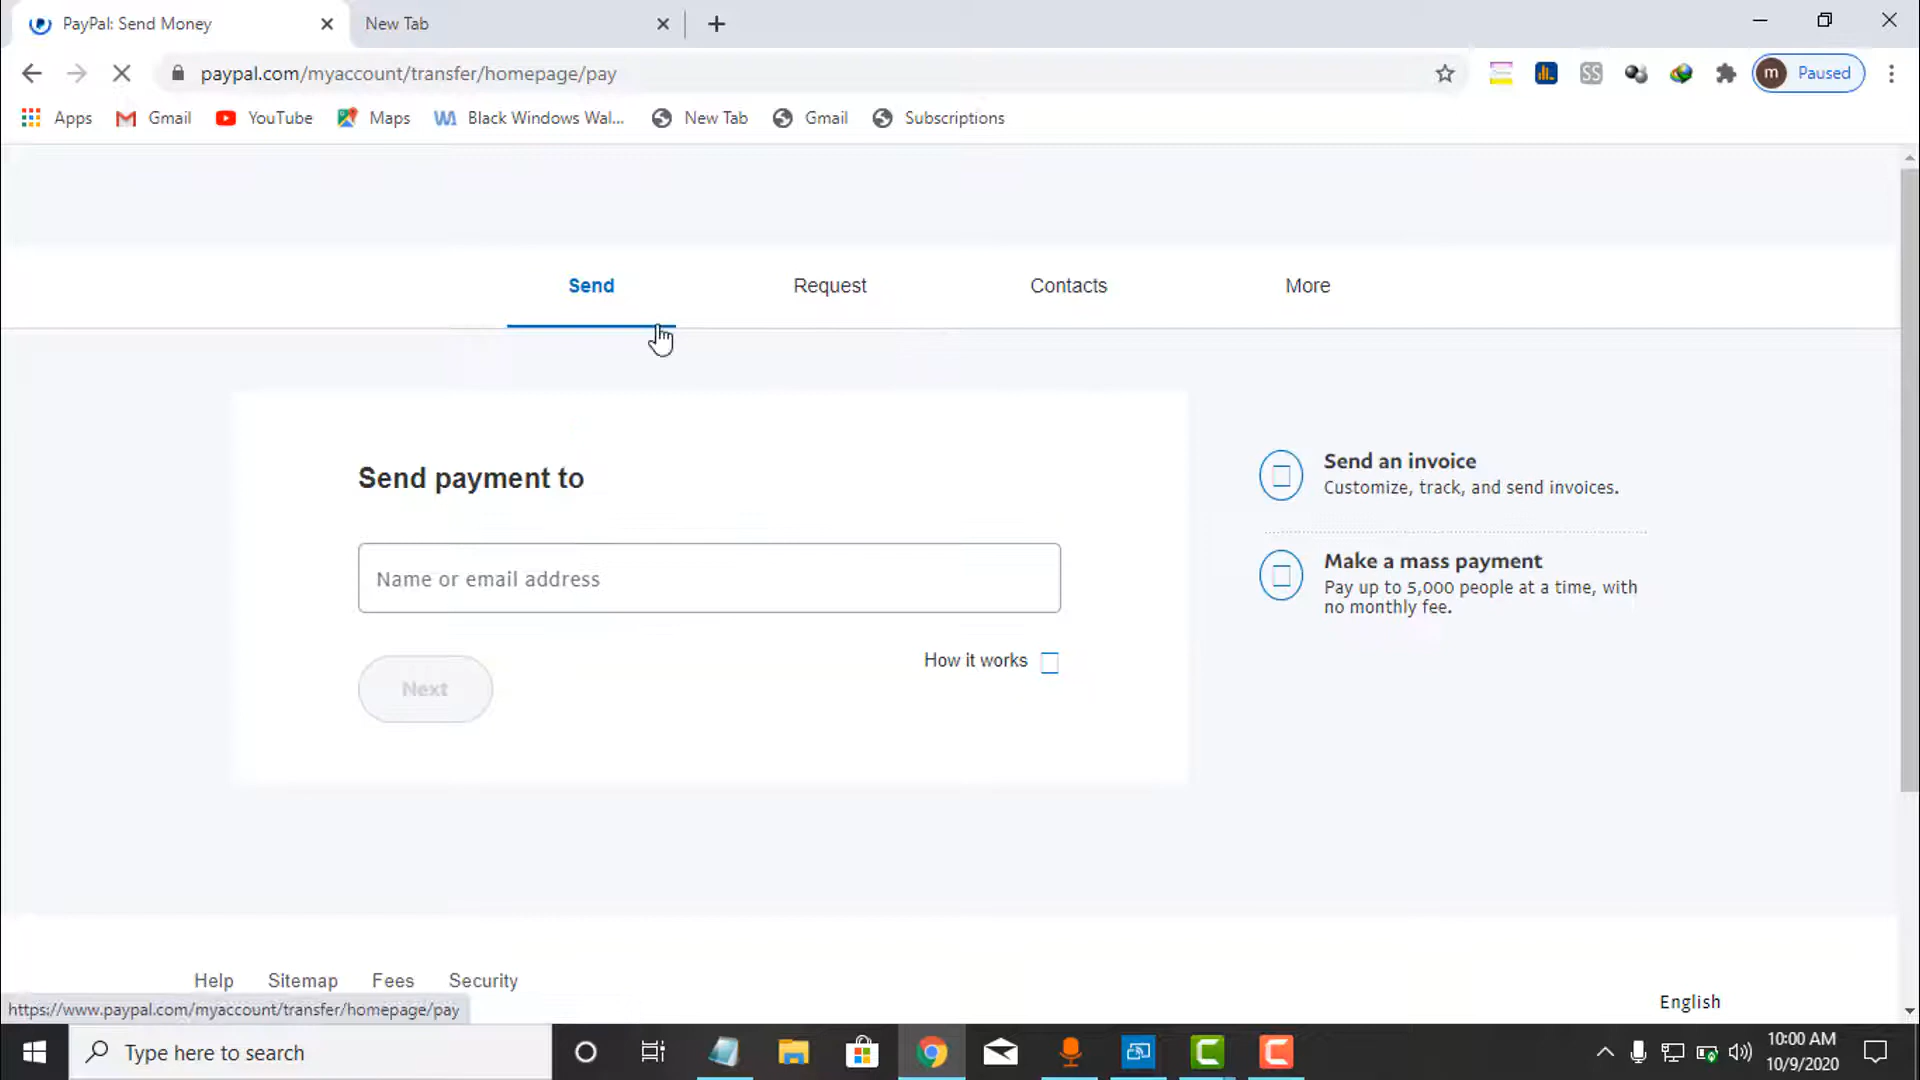 PayPal: Send Money
New Tab
paypal.com/myaccount/transfer/homepage/pay
SS
m
Paused
Apps
Gmail
YouTube
Maps
Black Windows Wal...
New Tab
Gmail
Subscriptions
Send
Request
Contacts
More
Send payment to
Name or email address
How it works
Next
Send an invoice
Customize, track, and send invoices.
Make a mass payment
Pay up to 5,000 people at a time, with
no monthly fee.
Help
Sitemap
Fees
Security
English
https://www.paypal.com/myaccount/transfer/homepage/pay
Type here to search
10:00 AM
10/9/2020